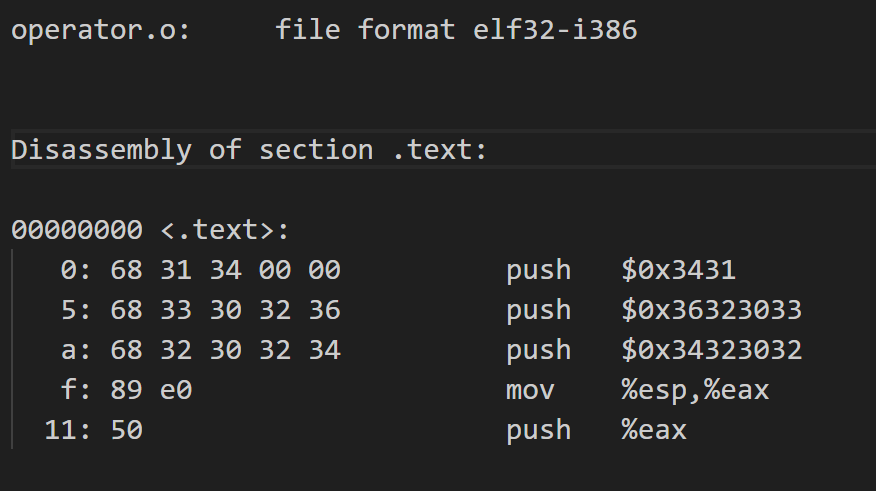 operator.o:     file format elf32-i386
Disassembly of section .text:
00000000 <.text>:
   0: 68 31 34 00 00          push   $0x3431
   5: 68 33 30 32 36          push   $0x36323033
   a: 68 32 30 32 34          push   $0x34323032
   f: 89 e0                   mov    %esp,%eax
  11: 50                      push   %eax